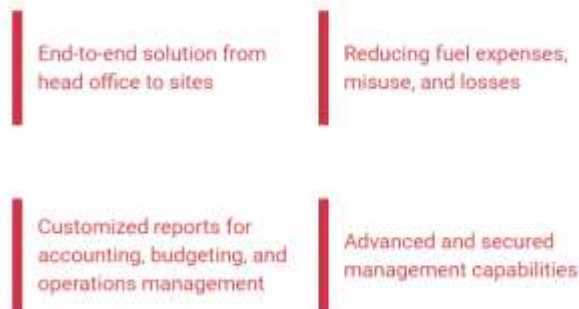 End-to-end solution from
head office to sites
Reducing fuel expenses,
misuse, and losses
Customized reports for
accounting, budgeting, and
operations management
Advanced and secured
management capabilities